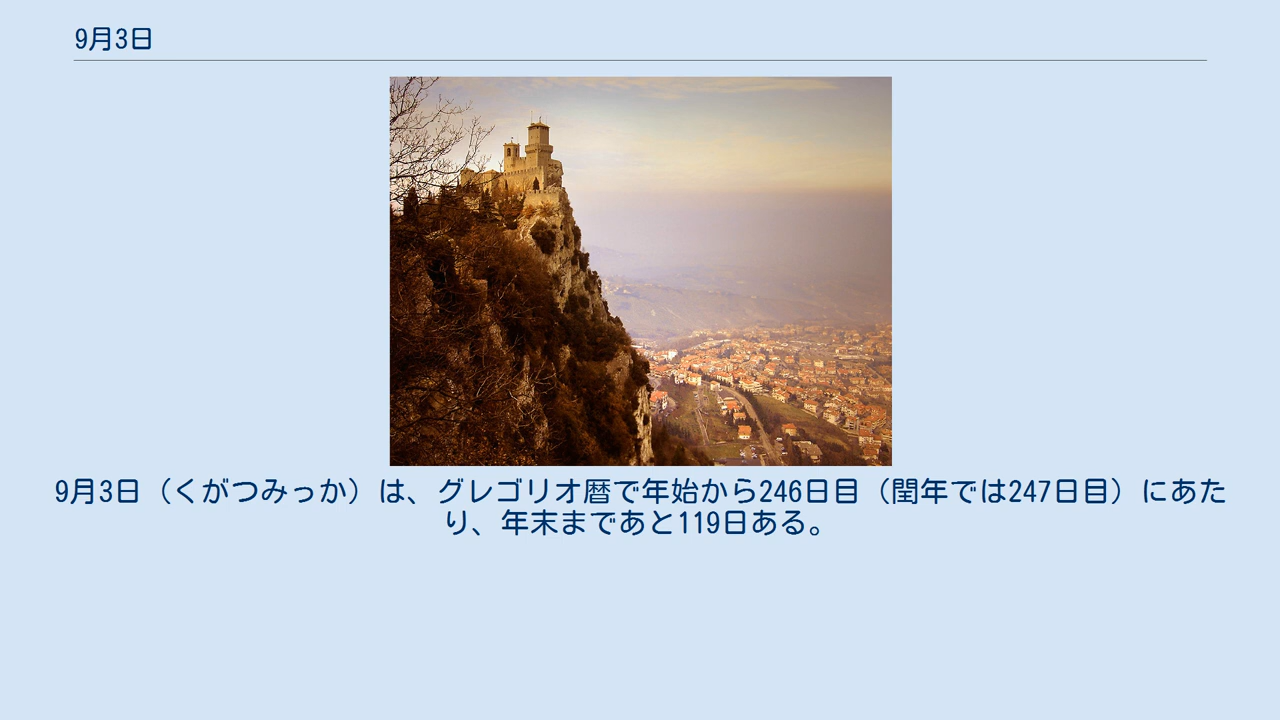 9月3日
9月3日（くがつみっか）は、グレゴリオ暦で年始から246日目（閏年では247日目）にあた
り、年末まであと119日ある。